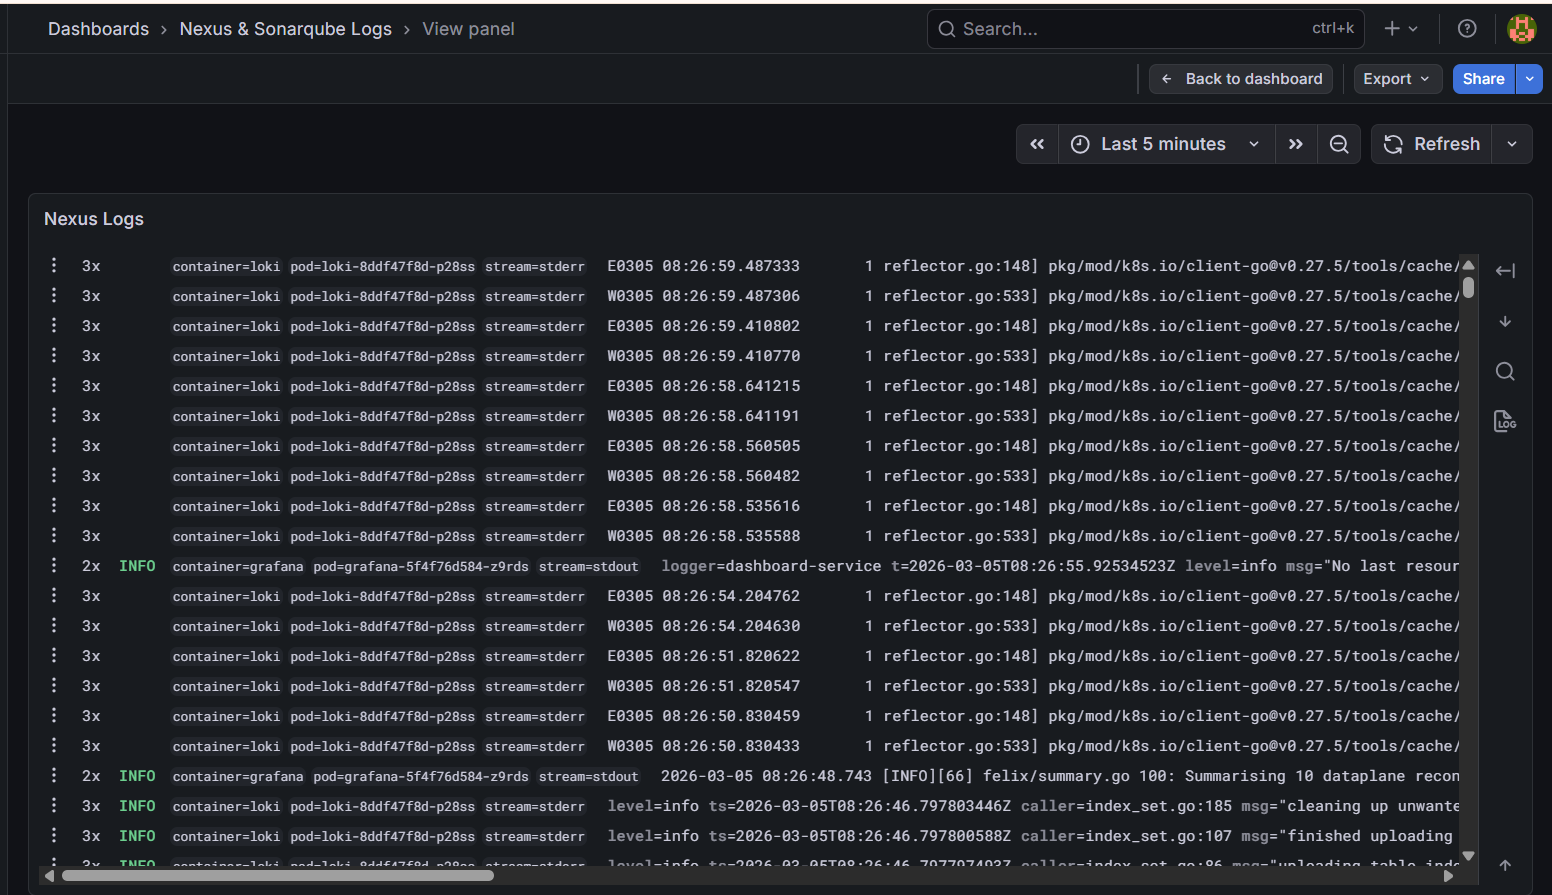 Dashboards › Nexus & Sonarqube Logs › View panel Search... ctrl+k
Back to dashboard Export Share
Last 5 minutes Refresh
Nexus Logs
3x container=loki pod=loki-8ddf47f8d-p28ss stream=stderr E0305 08:26:59.487333 1 reflector.go:148] pkg/mod/k8s.io/client-go@v0.27.5/tools/cache/
3x container=loki pod=loki-8ddf47f8d-p28ss stream=stderr W0305 08:26:59.487306 1 reflector.go:533] pkg/mod/k8s.io/client-go@v0.27.5/tools/cache/
3x container=loki pod=loki-8ddf47f8d-p28ss stream=stderr E0305 08:26:59.410802 1 reflector.go:148] pkg/mod/k8s.io/client-go@v0.27.5/tools/cache/
3x container=loki pod=loki-8ddf47f8d-p28ss stream=stderr W0305 08:26:59.410770 1 reflector.go:533] pkg/mod/k8s.io/client-go@v0.27.5/tools/cache/
3x container=loki pod=loki-8ddf47f8d-p28ss stream=stderr E0305 08:26:58.641215 1 reflector.go:148] pkg/mod/k8s.io/client-go@v0.27.5/tools/cache/
3x container=loki pod=loki-8ddf47f8d-p28ss stream=stderr W0305 08:26:58.641191 1 reflector.go:533] pkg/mod/k8s.io/client-go@v0.27.5/tools/cache/
3x container=loki pod=loki-8ddf47f8d-p28ss stream=stderr E0305 08:26:58.560505 1 reflector.go:148] pkg/mod/k8s.io/client-go@v0.27.5/tools/cache/
3x container=loki pod=loki-8ddf47f8d-p28ss stream=stderr W0305 08:26:58.560482 1 reflector.go:533] pkg/mod/k8s.io/client-go@v0.27.5/tools/cache/
3x container=loki pod=loki-8ddf47f8d-p28ss stream=stderr E0305 08:26:58.535616 1 reflector.go:148] pkg/mod/k8s.io/client-go@v0.27.5/tools/cache/
3x container=loki pod=loki-8ddf47f8d-p28ss stream=stderr W0305 08:26:58.535588 1 reflector.go:533] pkg/mod/k8s.io/client-go@v0.27.5/tools/cache/
2x INFO container=grafana pod=grafana-5f4f76d584-z9rds stream=stdout logger=dashboard-service t=2026-03-05T08:26:55.92534523Z level=info msg="No last resour
3x container=loki pod=loki-8ddf47f8d-p28ss stream=stderr E0305 08:26:54.204762 1 reflector.go:148] pkg/mod/k8s.io/client-go@v0.27.5/tools/cache/
3x container=loki pod=loki-8ddf47f8d-p28ss stream=stderr W0305 08:26:54.204630 1 reflector.go:533] pkg/mod/k8s.io/client-go@v0.27.5/tools/cache/
3x container=loki pod=loki-8ddf47f8d-p28ss stream=stderr E0305 08:26:51.820622 1 reflector.go:148] pkg/mod/k8s.io/client-go@v0.27.5/tools/cache/
3x container=loki pod=loki-8ddf47f8d-p28ss stream=stderr W0305 08:26:51.820547 1 reflector.go:533] pkg/mod/k8s.io/client-go@v0.27.5/tools/cache/
3x container=loki pod=loki-8ddf47f8d-p28ss stream=stderr E0305 08:26:50.830459 1 reflector.go:148] pkg/mod/k8s.io/client-go@v0.27.5/tools/cache/
3x container=loki pod=loki-8ddf47f8d-p28ss stream=stderr W0305 08:26:50.830433 1 reflector.go:533] pkg/mod/k8s.io/client-go@v0.27.5/tools/cache/
2x INFO container=grafana pod=grafana-5f4f76d584-z9rds stream=stdout 2026-03-05 08:26:48.743 [INFO][66] felix/summary.go 100: Summarising 10 dataplane recon
3x INFO container=loki pod=loki-8ddf47f8d-p28ss stream=stderr level=info ts=2026-03-05T08:26:46.797803446Z caller=index_set.go:185 msg="cleaning up unwante
3x INFO container=loki pod=loki-8ddf47f8d-p28ss stream=stderr level=info ts=2026-03-05T08:26:46.797800588Z caller=index_set.go:107 msg="finished uploading
3x INFO container=loki pod=loki-8ddf47f8d-p28ss stream=stderr level=info ts=2026-03-05T08:26:46.797797493Z caller=index_set.go:86 msg="uploading table
LOG